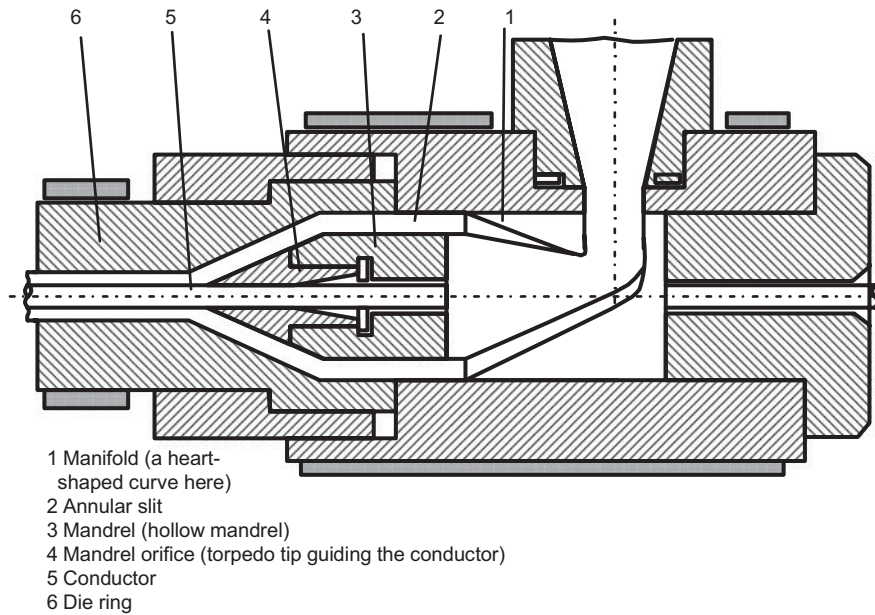 6 5 4 3 2 1
1 Manifold (a heart-
shaped curve here)
2 Annular slit
3 Mandrel (hollow mandrel)
4 Mandrel orifice (torpedo tip guiding the conductor)
5 Conductor
6 Die ring